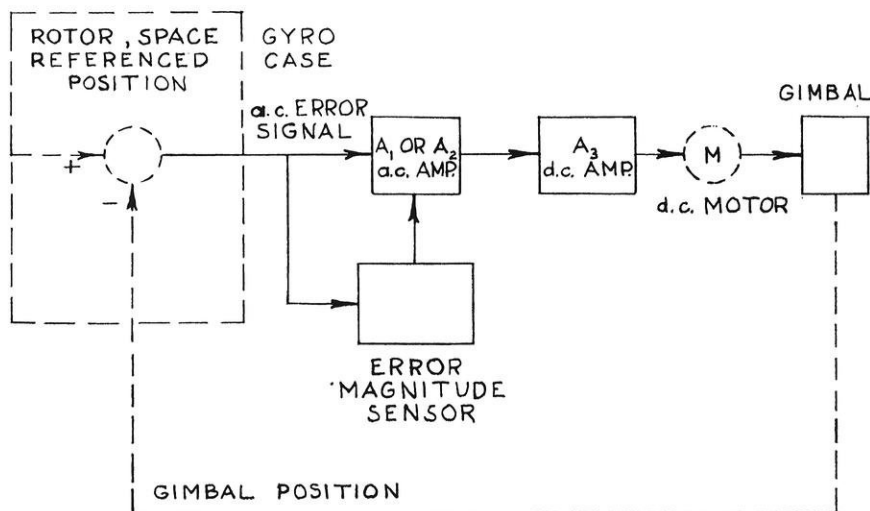 ROTOR, SPACE
REFERENCED
POSITION
GYRO
CASE
a.c. ERROR
SIGNAL
+
-
A₁ OR A₂
a.c. AMP.
A₃
d.c. AMP.
M
d.c. MOTOR
GIMBAL
ERROR
MAGNITUDE
SENSOR
GIMBAL POSITION